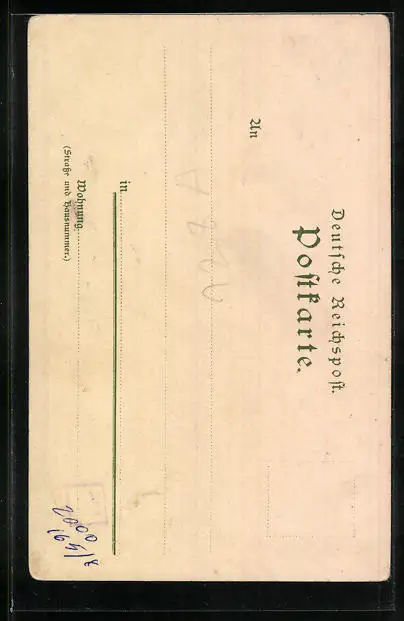 Deutsche Reichspost.
Postkarte.
An
in
Wohnung
(Straße und Hausnummer.)